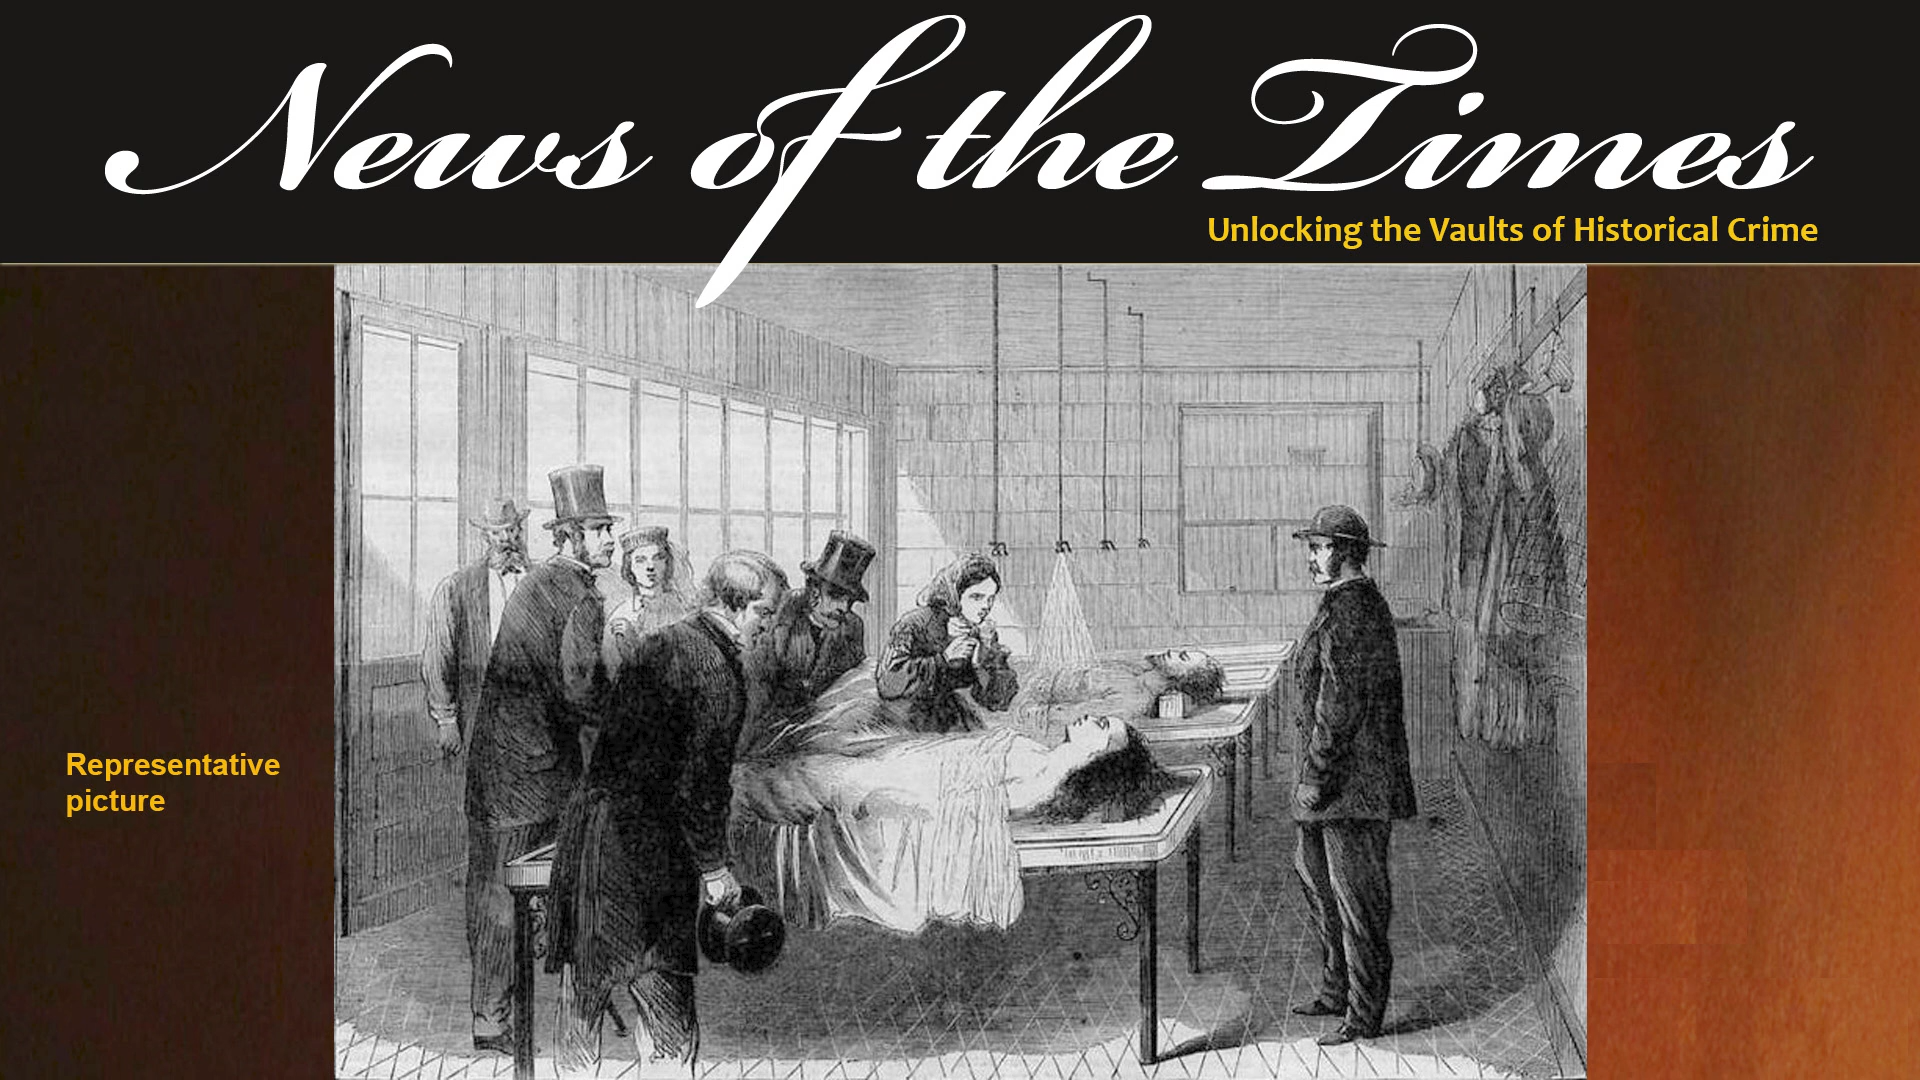 News of the Times
Unlocking the Vaults of Historical Crime
Representative
picture